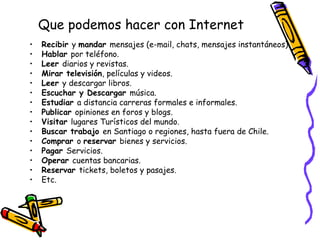 Que podemos hacer con Internet
• Recibir y mandar mensajes (e-mail, chats, mensajes instantáneos)
• Hablar por teléfono.
• Leer diarios y revistas.
• Mirar televisión, películas y videos.
• Leer y descargar libros.
• Escuchar y Descargar música.
• Estudiar a distancia carreras formales e informales.
• Publicar opiniones en foros y blogs.
• Visitar lugares Turísticos del mundo.
• Buscar trabajo en Santiago o regiones, hasta fuera de Chile.
• Comprar o reservar bienes y servicios.
• Pagar Servicios.
• Operar cuentas bancarias.
• Reservar tickets, boletos y pasajes.
• Etc.